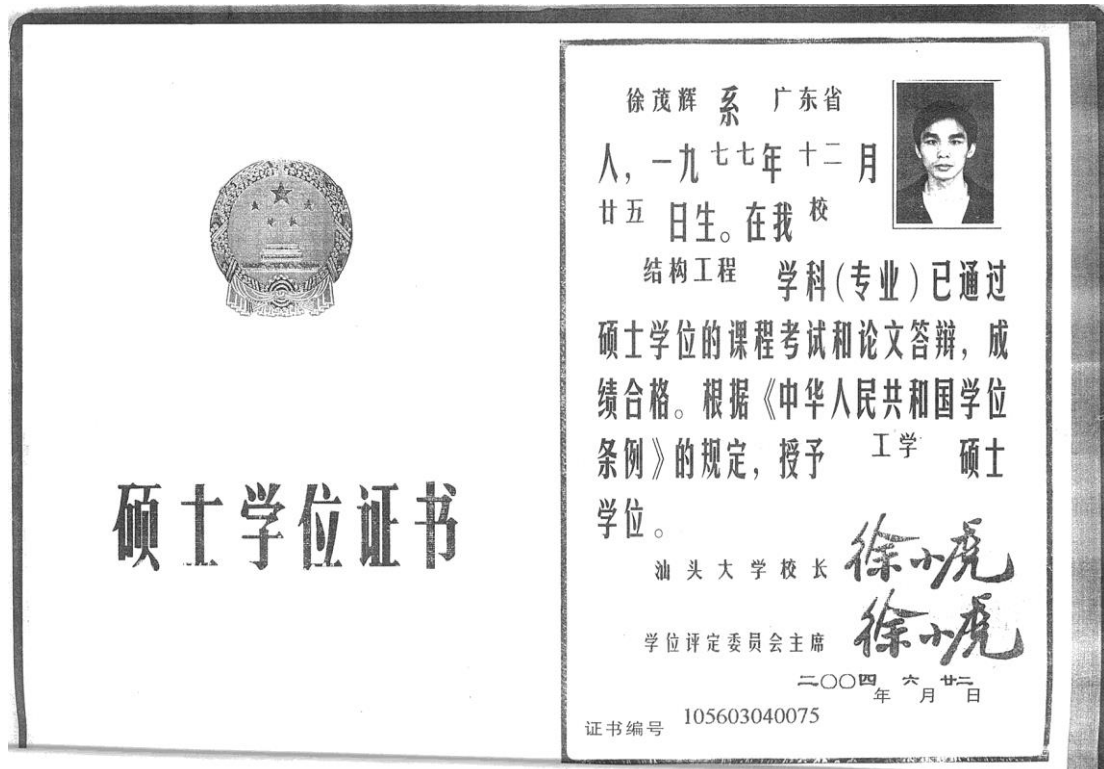 硕士学位证书
徐茂辉 系 广东省
人,一九七七年十二月
廿五日生。在我校
结构工程 学科(专业)已通过
硕士学位的课程考试和论文答辩,成
绩合格。根据《中华人民共和国学位
条例》的规定,授予 工学 硕士
学位。
汕头大学校长 徐小虎
学位评定委员会主席 徐小虎
二〇〇四年六月廿二日
证书编号 105603040075